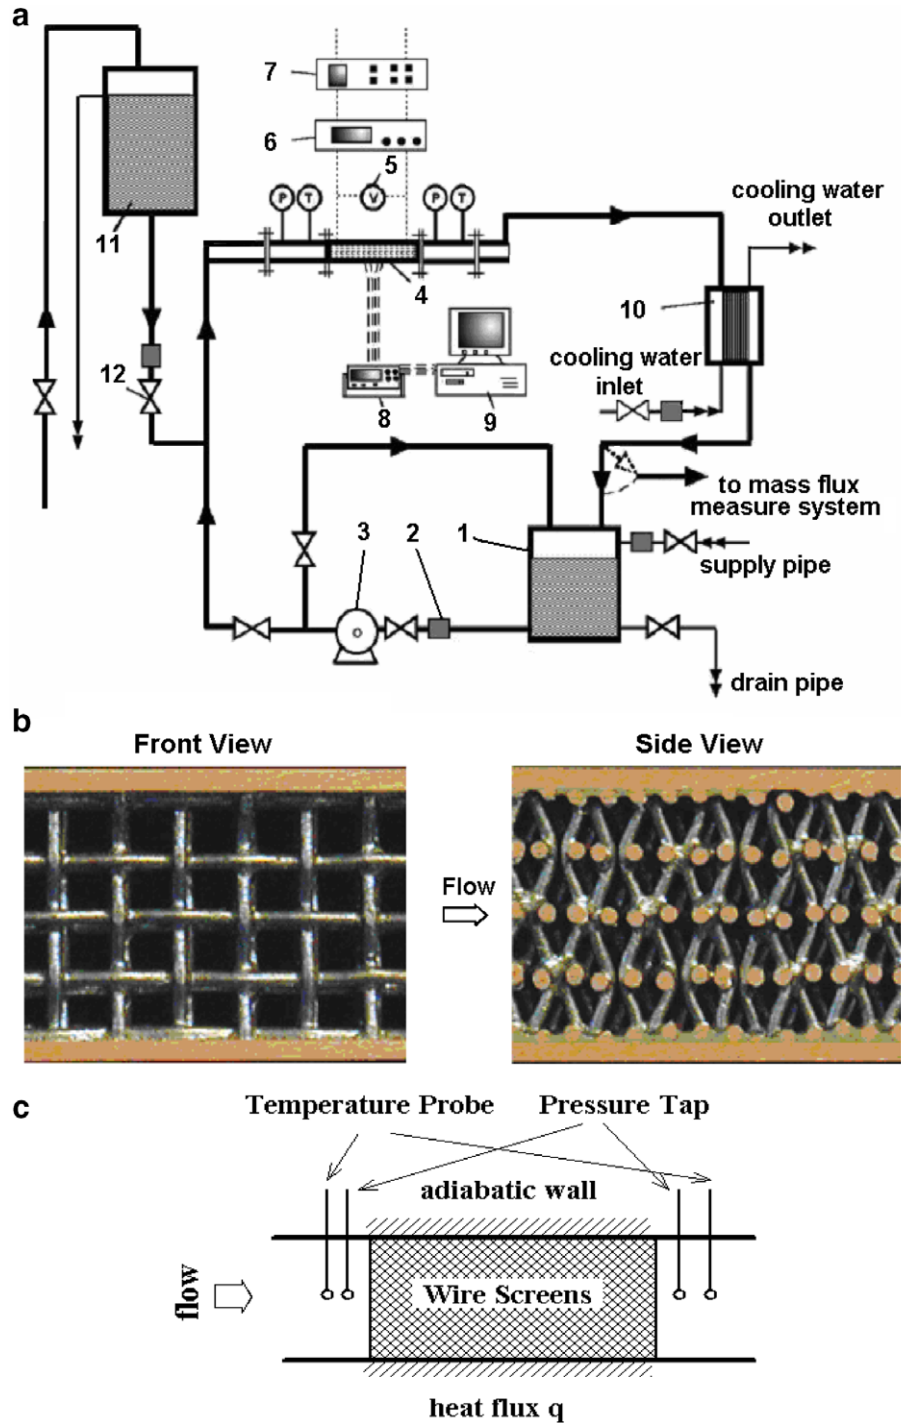 a
7
6
5
P
T
V
P
T
cooling water
outlet
11
4
10
cooling water
inlet
12
8
9
to mass flux
measure system
3
2
1
supply pipe
drain pipe
b
Front View
Side View
Flow
c
Temperature Probe
Pressure Tap
adiabatic wall
flow
Wire Screens
heat flux q